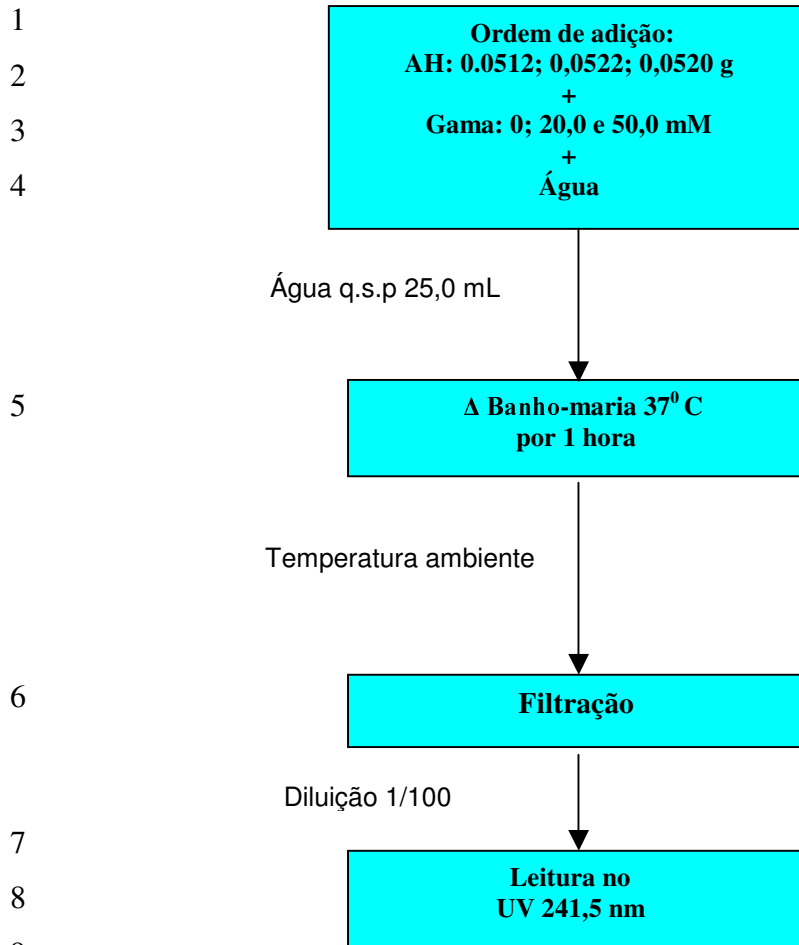 1
Ordem de adição:
2
AH: 0.0512; 0,0522; 0,0520 g
+
3
Gama: 0; 20,0 e 50,0 mM
+
4
Água
Água q.s.p 25,0 mL
5
Δ Banho-maria 37⁰ C
por 1 hora
Temperatura ambiente
6
Filtração
Diluição 1/100
7
Leitura no
8
UV 241,5 nm